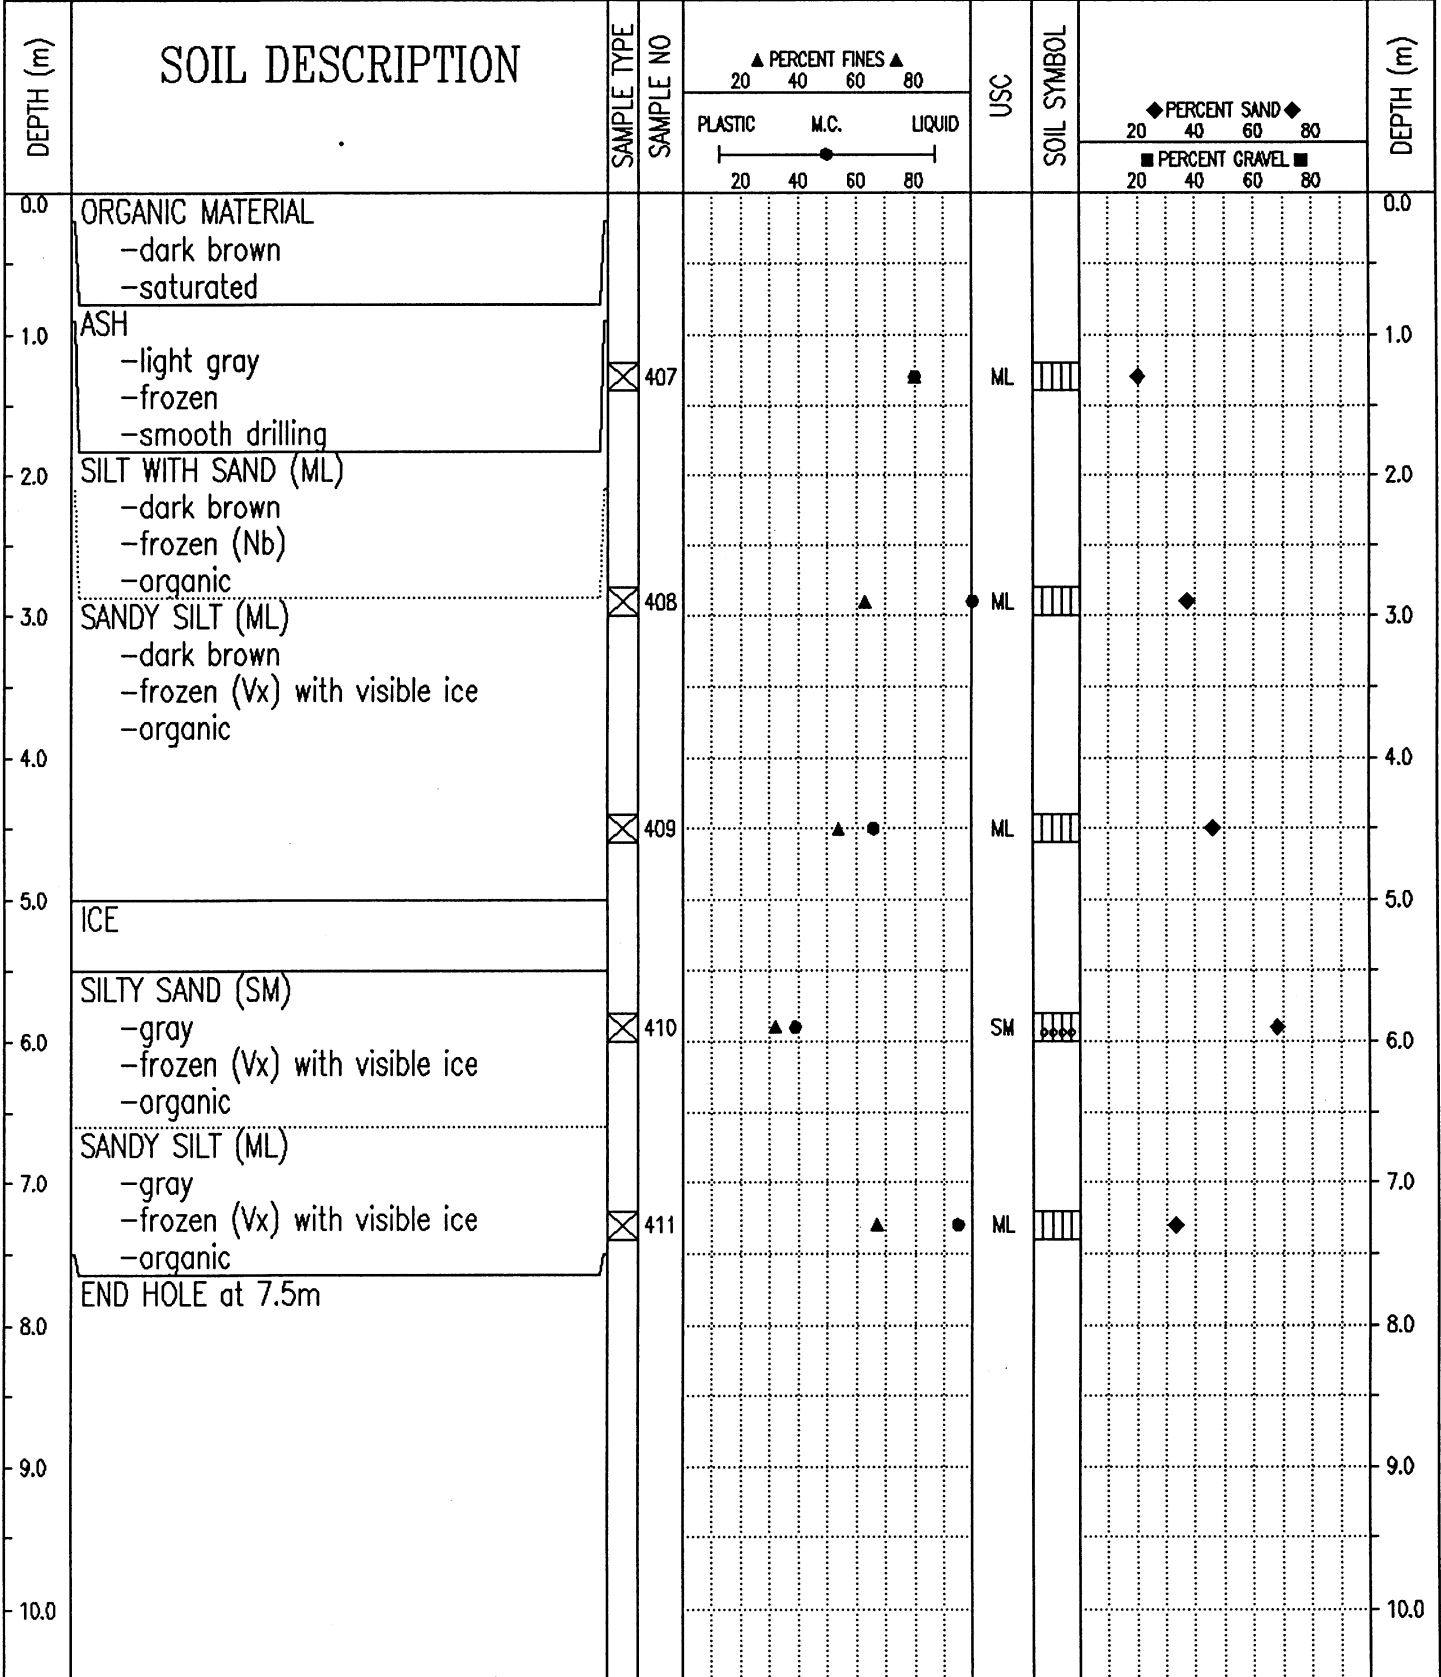 DEPTH (m)
SOIL DESCRIPTION
SAMPLE TYPE
SAMPLE NO
▲ PERCENT FINES ▲
20 40 60 80
PLASTIC M.C. LIQUID
20 40 60 80
USC
SOIL SYMBOL
◆ PERCENT SAND ◆
20 40 60 80
■ PERCENT GRAVEL ■
20 40 60 80
DEPTH (m)
0.0 ORGANIC MATERIAL 0.0
-dark brown
-saturated
ASH
1.0 1.0
-light gray
407 ML
-frozen
-smooth drilling
SILT WITH SAND (ML)
2.0 2.0
-dark brown
-frozen (Nb)
-organic
408 ML
3.0 SANDY SILT (ML) 3.0
-dark brown
-frozen (Vx) with visible ice
-organic
4.0 4.0
409 ML
5.0 5.0
ICE
SILTY SAND (SM)
-gray 410 SM
6.0 6.0
-frozen (Vx) with visible ice
-organic
SANDY SILT (ML)
7.0 -gray 7.0
-frozen (Vx) with visible ice 411 ML
-organic
END HOLE at 7.5m
8.0 8.0
9.0 9.0
10.0 10.0